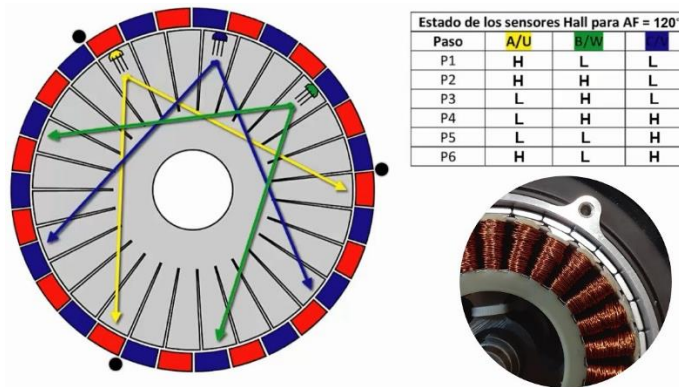 Estado de los sensores Hall para AF = 120°
Paso A/U B/W C/V
P1 H L L
P2 H H L
P3 L H L
P4 L H H
P5 L L H
P6 H L H